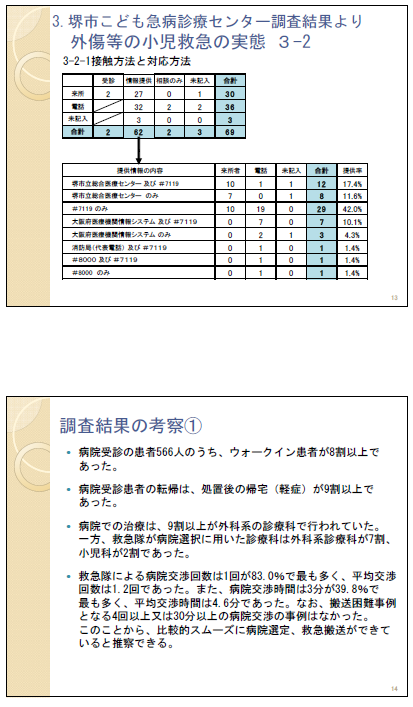 3.堺市こども急病診療センター調査結果より
外傷等の小児救急の実態 3-2
3-2-1接触方法と対応方法
受診 情報提供 相談のみ 未記入 合計
来所 2 27 0 1 30
電話 32 2 2 36
未記入 3 0 0 3
合計 2 62 2 3 69
提供情報の内容 来所者 電話 未記入 合計 提供率
堺市立総合医療センター 及び #7119 10 1 1 12 17.4%
堺市立総合医療センター のみ 7 0 1 8 11.6%
#7119 のみ 10 19 0 29 42.0%
大阪府医療機関情報システム 及び #7119 0 7 0 7 10.1%
大阪府医療機関情報システム のみ 0 2 1 3 4.3%
消防局(代表電話) 及び #7119 0 1 0 1 1.4%
#8000 及び #7119 0 1 0 1 1.4%
#8000 のみ 0 1 0 1 1.4%
13
調査結果の考察①
• 病院受診の患者566人のうち、ウォークイン患者が8割以上で
あった。
• 病院受診患者の転帰は、処置後の帰宅（軽症）が9割以上で
あった。
• 病院での治療は、9割以上が外科系の診療科で行われていた。
一方、救急隊が病院選択に用いた診療科は外科系診療科が7割、
小児科が2割であった。
• 救急隊による病院交渉回数は1回が83.0%で最も多く、平均交渉
回数は1.2回であった。また、病院交渉時間は3分が39.8%で
最も多く、平均交渉時間は4.6分であった。なお、搬送困難事例
となる4回以上又は30分以上の病院交渉の事例はなかった。
このことから、比較的スムーズに病院選定、救急搬送ができて
いると推察できる。
14